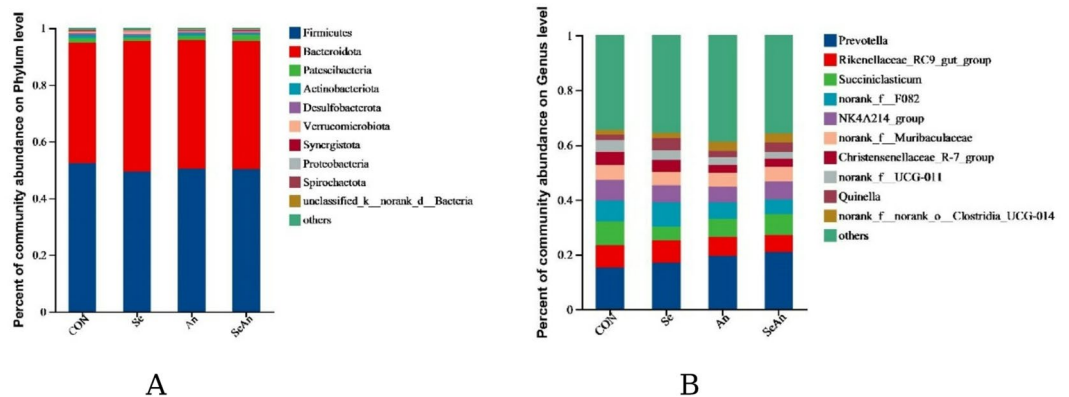 Percent of community abundance on Phylum level
1
0.8
0.6
0.4
0.2
0
CON
Se
An
SeAn
Firmicutes
Bacteroidota
Patescibacteria
Actinobacteriota
Desulfobacterota
Verrucomicrobiota
Synergistota
Proteobacteria
Spirochaetota
unclassified_k__norank_d__Bacteria
others
A
Percent of community abundance on Genus level
1
0.8
0.6
0.4
0.2
0
CON
Se
An
SeAn
Prevotella
Rikenellaceae_RC9_gut_group
Succiniclasticum
norank_f__F082
NK4A214_group
norank_f__Muribaculaceae
Christensenellaceae_R-7_group
norank_f__UCG-011
Quinella
norank_f__norank_o__Clostridia_UCG-014
others
B